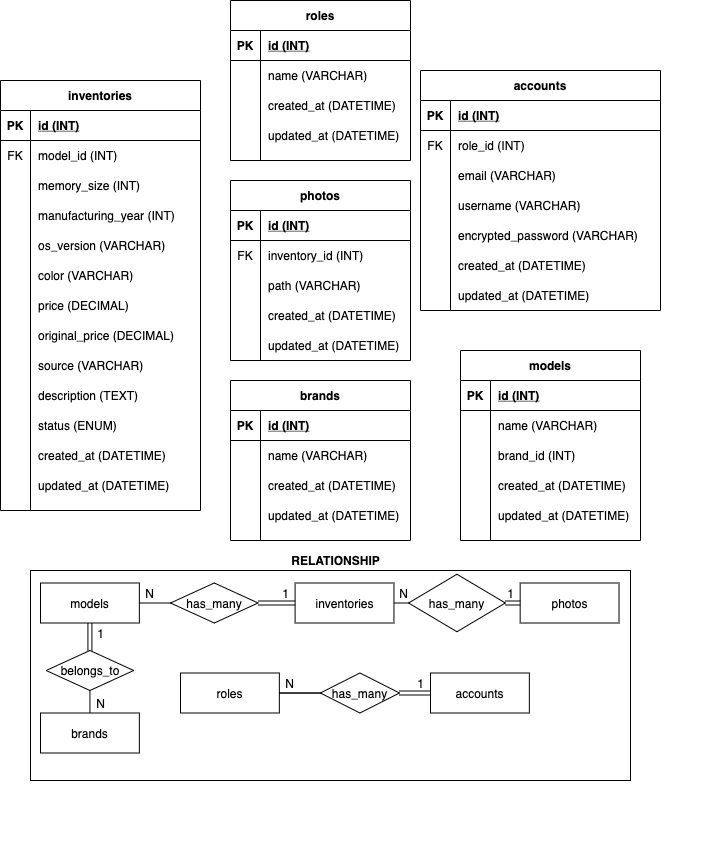 roles
PK id (INT)
name (VARCHAR)
created_at (DATETIME)
updated_at (DATETIME)
inventories
PK id (INT)
FK model_id (INT)
memory_size (INT)
manufacturing_year (INT)
os_version (VARCHAR)
color (VARCHAR)
price (DECIMAL)
original_price (DECIMAL)
source (VARCHAR)
description (TEXT)
status (ENUM)
created_at (DATETIME)
updated_at (DATETIME)
accounts
PK id (INT)
FK role_id (INT)
email (VARCHAR)
username (VARCHAR)
encrypted_password (VARCHAR)
created_at (DATETIME)
updated_at (DATETIME)
photos
PK id (INT)
FK inventory_id (INT)
path (VARCHAR)
created_at (DATETIME)
updated_at (DATETIME)
brands
PK id (INT)
name (VARCHAR)
created_at (DATETIME)
updated_at (DATETIME)
models
PK id (INT)
name (VARCHAR)
brand_id (INT)
created_at (DATETIME)
updated_at (DATETIME)
RELATIONSHIP
models N has_many 1 inventories N has_many 1 photos
1
belongs_to
N
brands
roles N has_many 1 accounts